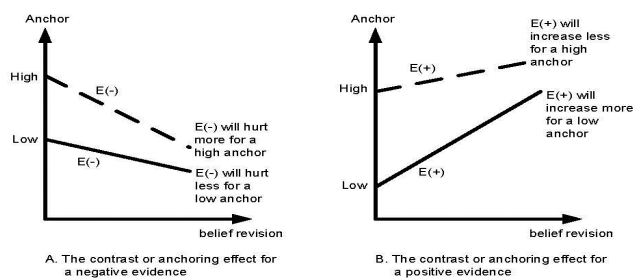 Anchor
High
Low
E(-)
E(-)
E(-) will hurt
more for a
high anchor
E(-) will hurt
less for a
low anchor
belief revision
A. The contrast or anchoring effect for
a negative evidence
Anchor
High
Low
E(+)
E(+)
E(+) will
increase less
for a high
anchor
E(+) will
increase more
for a low
anchor
belief revision
B. The contrast or anchoring effect for
a positive evidence